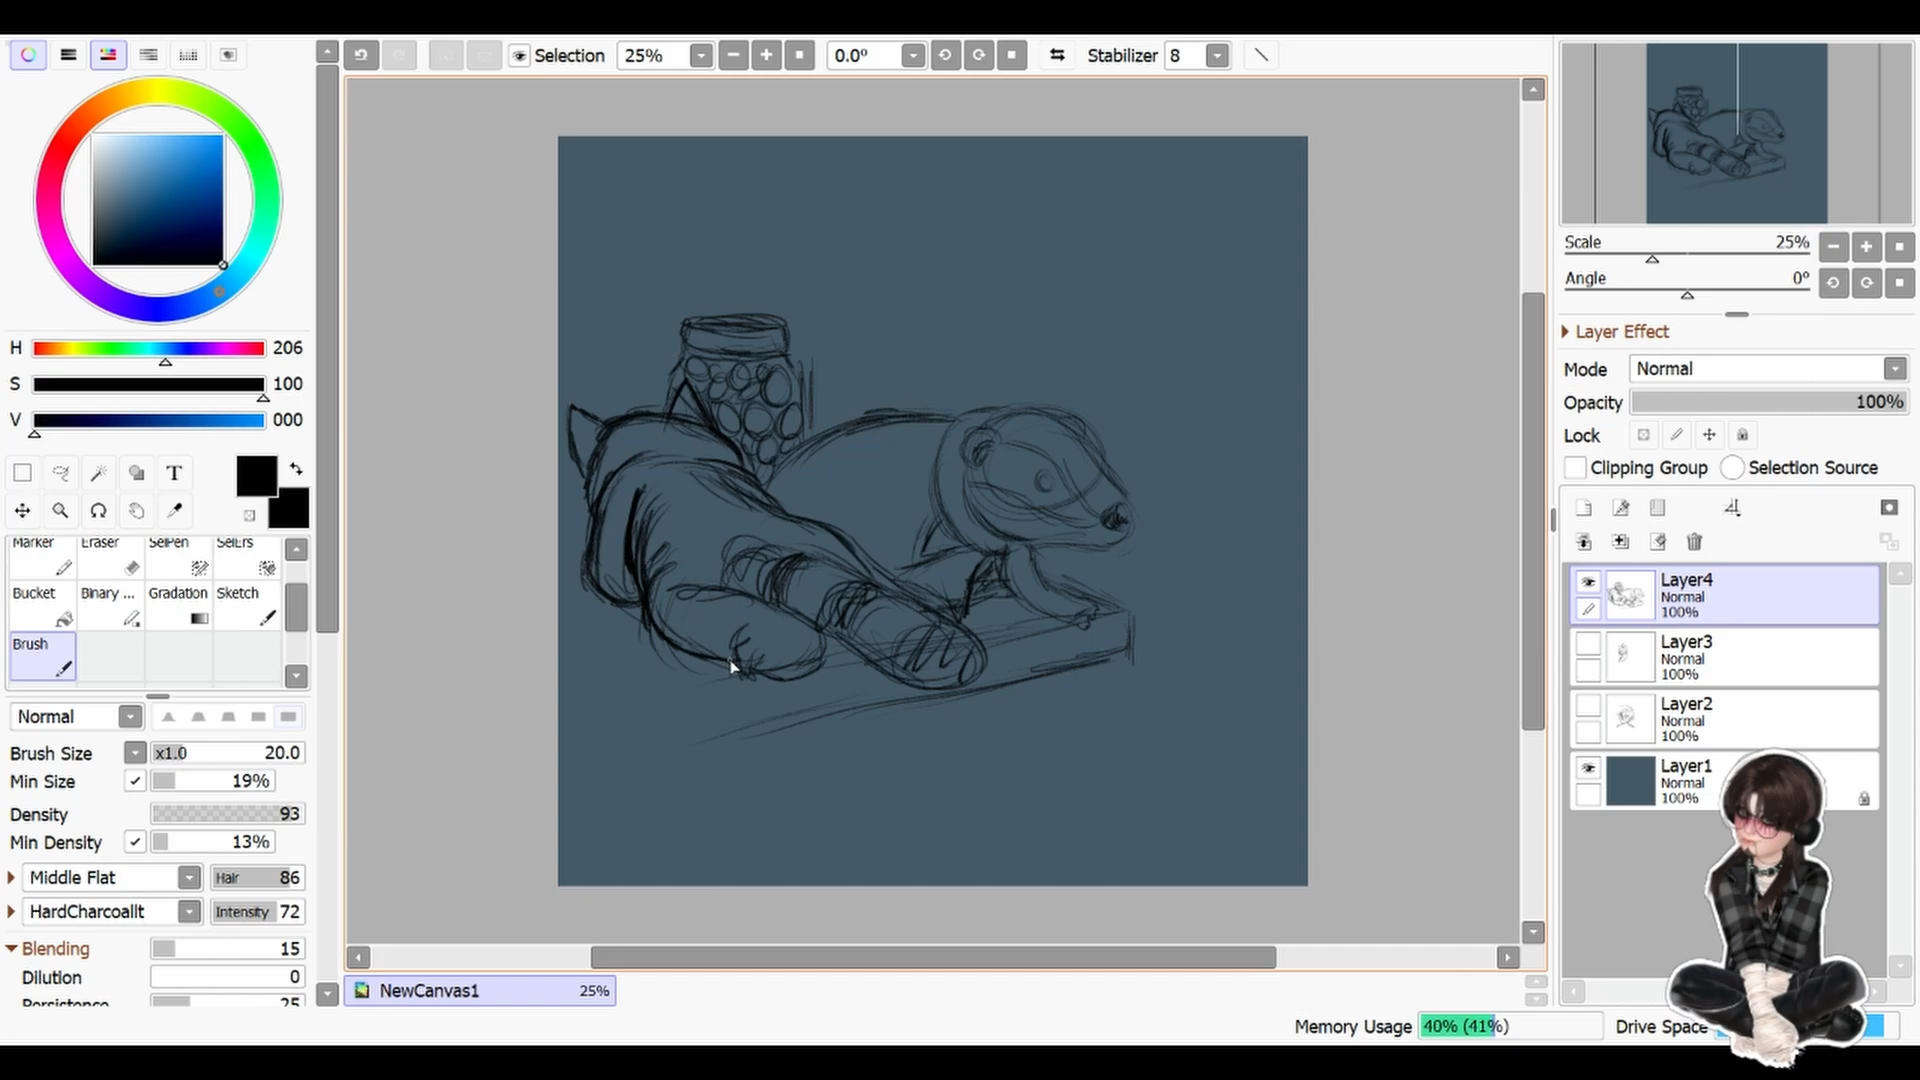 Selection 25% 0.0° Stabilizer 8
H 206
S 100
V 000
T
Marker Eraser SelPen SelErs
Bucket Binary ... Gradation Sketch
Brush
Normal
Brush Size x1.0 20.0
Min Size 19%
Density 93
Min Density 13%
Middle Flat Hair 86
HardCharcoalIt Intensity 72
Blending 15
Dilution 0
Persistence 25
NewCanvas1 25%
Memory Usage 40% (41%) Drive Space
Scale 25%
Angle 0°
Layer Effect
Mode Normal
Opacity 100%
Lock
Clipping Group Selection Source
Layer4
Normal
100%
Layer3
Normal
100%
Layer2
Normal
100%
Layer1
Normal
100%